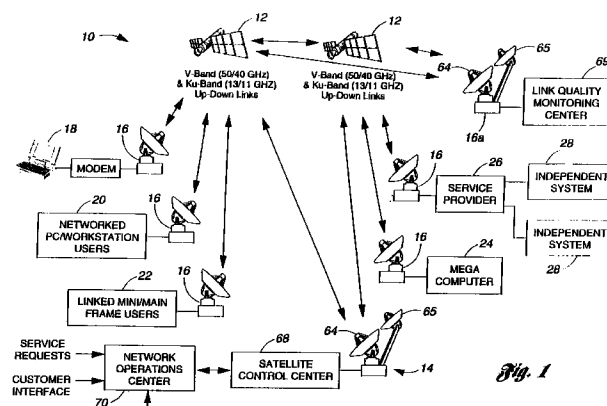 10
12
12
65
64
69
V-Band (50/40 GHz)
& Ku-Band (13/11 GHZ)
Up-Down Links
V-Band (50/40 GHz)
& Ku-Band (13/11 GHZ)
Up-Down Links
LINK QUALITY
MONITORING
CENTER
16a
18
16
MODEM
16
26
28
SERVICE
PROVIDER
INDEPENDENT
SYSTEM
20
16
NETWORKED
PC/WORKSTATION
USERS
16
24
INDEPENDENT
SYSTEM
28
MEGA
COMPUTER
22
16
LINKED MINI/MAIN
FRAME USERS
64
65
SERVICE
REQUESTS
CUSTOMER
INTERFACE
NETWORK
OPERATIONS
CENTER
70
68
SATELLITE
CONTROL CENTER
14
Fig. 1